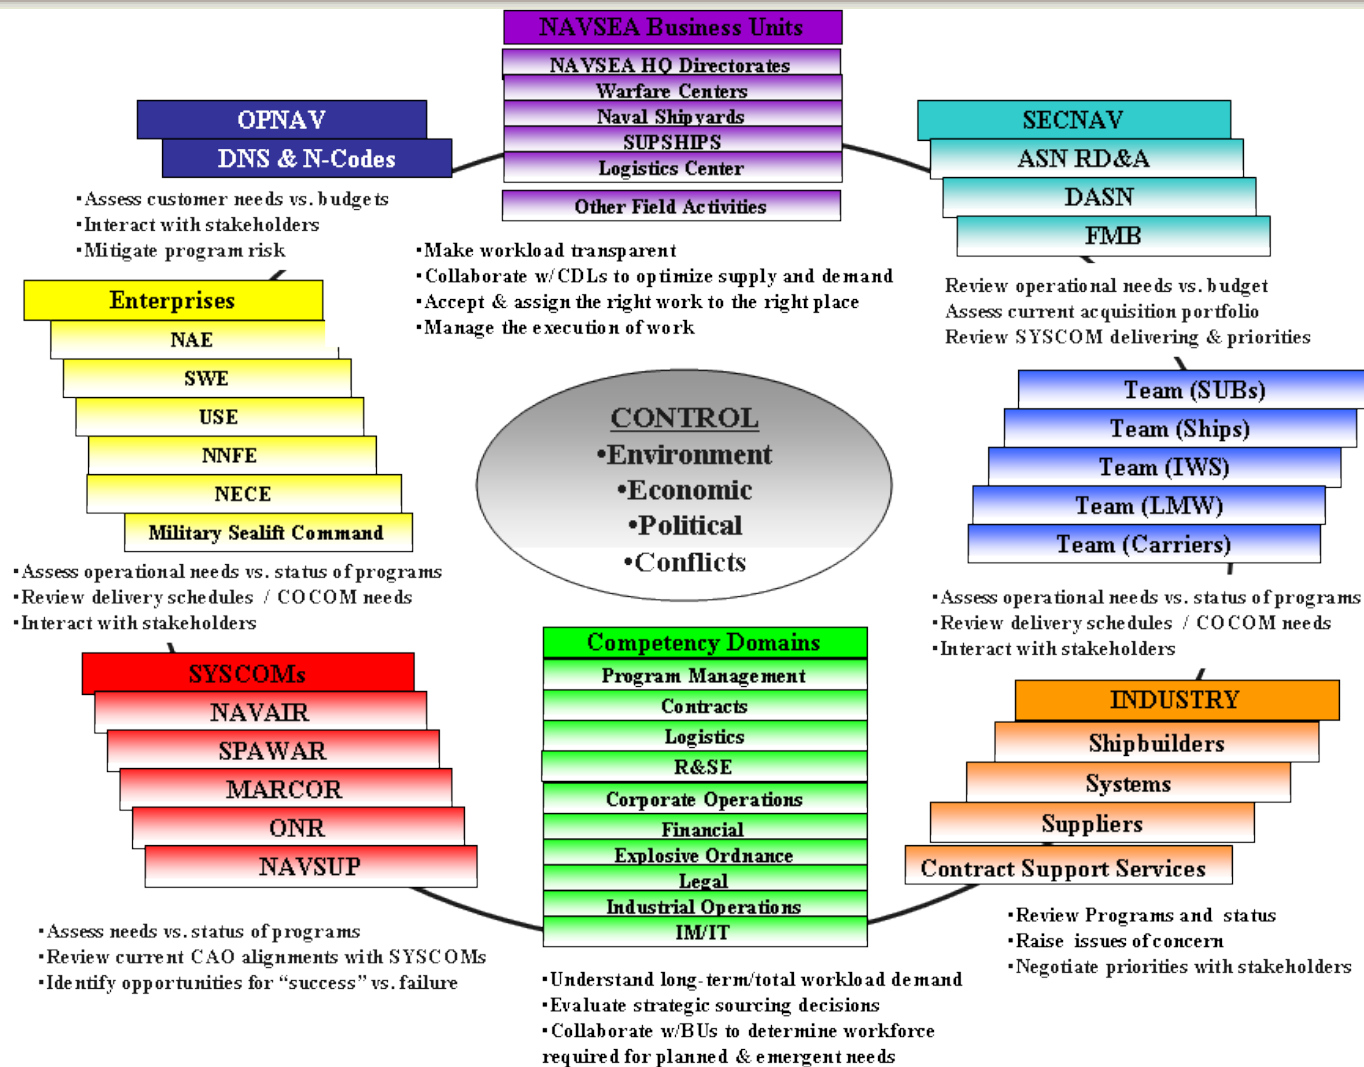 NAVSEA Business Units
NAVSEA HQ Directorates
Warfare Centers
Naval Shipyards
SUPSHIPS
Logistics Center
Other Field Activities
•Make workload transparent
•Collaborate w/CDLs to optimize supply and demand
•Accept & assign the right work to the right place
•Manage the execution of work
OPNAV
DNS & N-Codes
•Assess customer needs vs. budgets
•Interact with stakeholders
•Mitigate program risk
SECNAV
ASN RD&A
DASN
FMB
Review operational needs vs. budget
Assess current acquisition portfolio
Review SYSCOM delivering & priorities
Enterprises
NAE
SWE
USE
NNFE
NECE
Military Sealift Command
•Assess operational needs vs. status of programs
•Review delivery schedules / COCOM needs
•Interact with stakeholders
CONTROL
•Environment
•Economic
•Political
•Conflicts
Team (SUBs)
Team (Ships)
Team (IWS)
Team (LMW)
Team (Carriers)
•Assess operational needs vs. status of programs
•Review delivery schedules / COCOM needs
•Interact with stakeholders
SYSCOMs
NAVAIR
SPAWAR
MARCOR
ONR
NAVSUP
•Assess needs vs. status of programs
•Review current CAO alignments with SYSCOMs
•Identify opportunities for “success” vs. failure
Competency Domains
Program Management
Contracts
Logistics
R&SE
Corporate Operations
Financial
Explosive Ordnance
Legal
Industrial Operations
IM/IT
•Understand long-term/total workload demand
•Evaluate strategic sourcing decisions
•Collaborate w/BUs to determine workforce
required for planned & emergent needs
INDUSTRY
Shipbuilders
Systems
Suppliers
Contract Support Services
•Review Programs and status
•Raise issues of concern
•Negotiate priorities with stakeholders